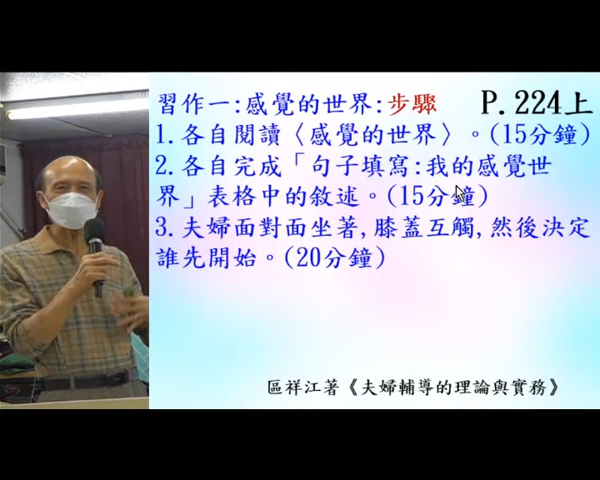 習作一:感覺的世界:步驟 P.224上
1.各自閱讀〈感覺的世界〉。(15分鐘)
2.各自完成「句子填寫:我的感覺世
界」表格中的敘述。(15分鐘)
3.夫婦面對面坐著,膝蓋互觸,然後決定
誰先開始。(20分鐘)
區祥江著《夫婦輔導的理論與實務》